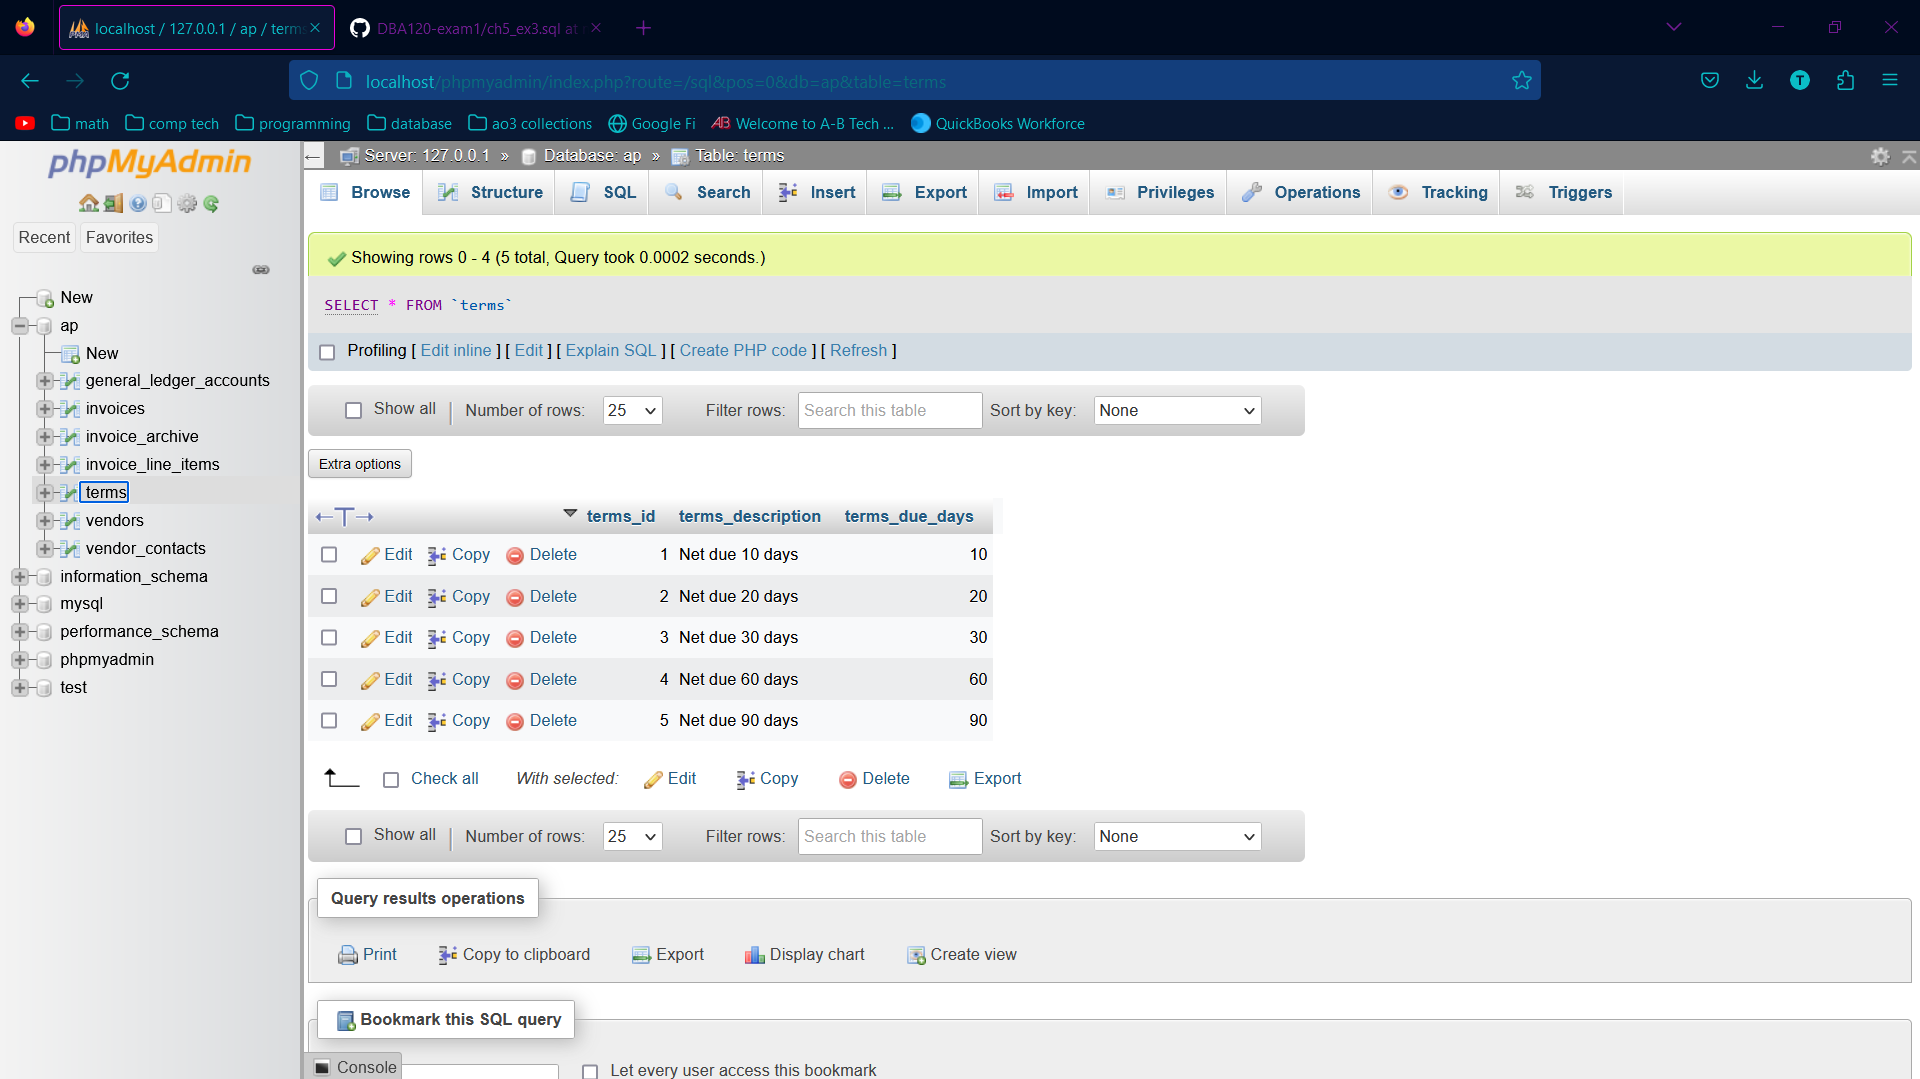 localhost / 127.0.0.1 / ap / terms
DBA120-exam1/ch5_ex3.sql at
localhost/phpmyadmin/index.php?route=/sql&pos=0&db=ap&table=terms
math comp tech programming database ao3 collections Google Fi Welcome to A-B Tech ... QuickBooks Workforce
phpMyAdmin
Recent Favorites
New
ap
New
general_ledger_accounts
invoices
invoice_archive
invoice_line_items
terms
vendors
vendor_contacts
information_schema
mysql
performance_schema
phpmyadmin
test
Server: 127.0.0.1 » Database: ap » Table: terms
Browse Structure SQL Search Insert Export Import Privileges Operations Tracking Triggers
Showing rows 0 - 4 (5 total, Query took 0.0002 seconds.)
SELECT * FROM `terms`
Profiling [ Edit inline ] [ Edit ] [ Explain SQL ] [ Create PHP code ] [ Refresh ]
Show all | Number of rows: 25 Filter rows: Search this table Sort by key: None
Extra options
←T→ terms_id terms_description terms_due_days
Edit Copy Delete 1 Net due 10 days 10
Edit Copy Delete 2 Net due 20 days 20
Edit Copy Delete 3 Net due 30 days 30
Edit Copy Delete 4 Net due 60 days 60
Edit Copy Delete 5 Net due 90 days 90
Check all With selected: Edit Copy Delete Export
Show all | Number of rows: 25 Filter rows: Search this table Sort by key: None
Query results operations
Print Copy to clipboard Export Display chart Create view
Bookmark this SQL query
Console
Let every user access this bookmark